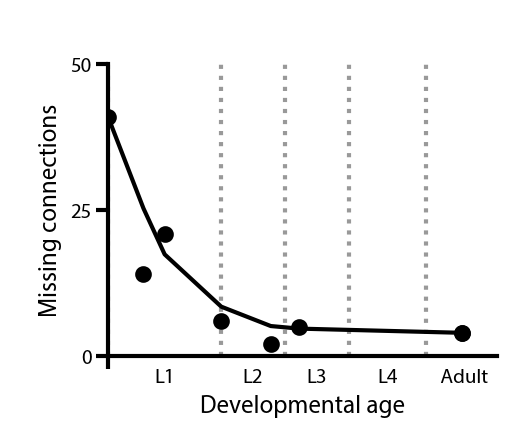 50
Missing connections
25
0
L1 L2 L3 L4 Adult
Developmental age